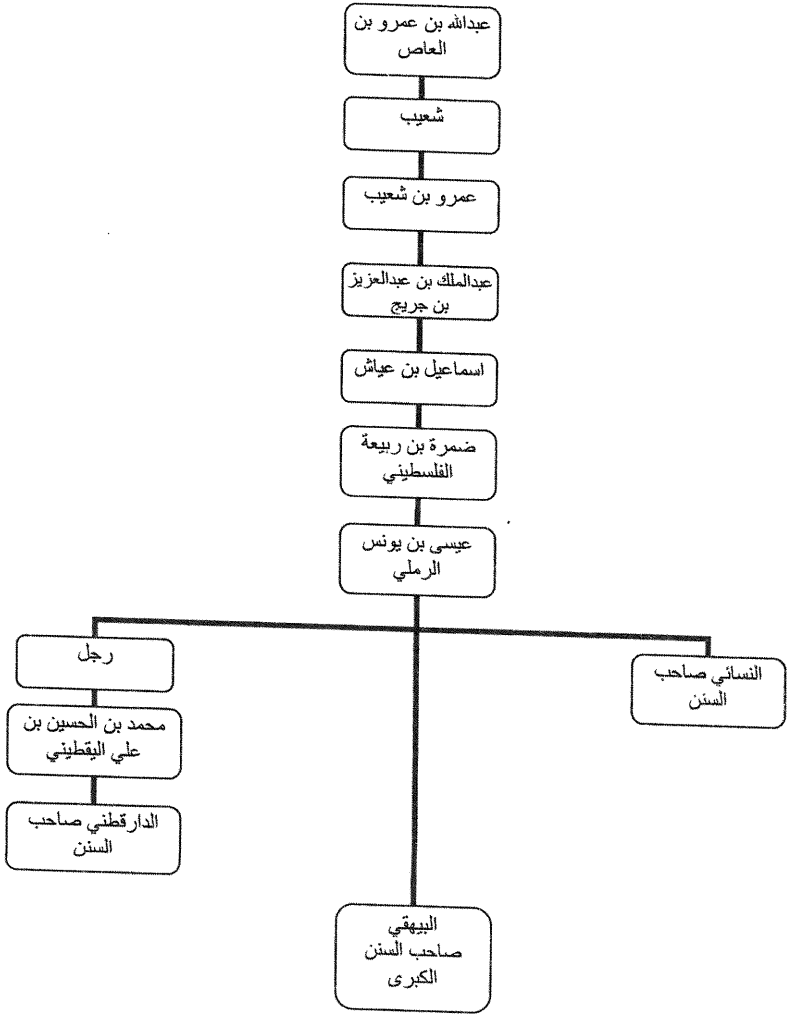 عبدالله بن عمرو بن
العاص
شعيب
عمرو بن شعيب
عبدالملك بن عبدالعزيز
بن جريج
اسماعيل بن عياش
ضمرة بن ربيعة
الفلسطيني
عيسى بن يونس
الرملي
النسائي صاحب
السنن
رجل
محمد بن الحسين بن
علي اليقطيني
الدارقطني صاحب
السنن
البيهقي
صاحب السنن
الكبرى